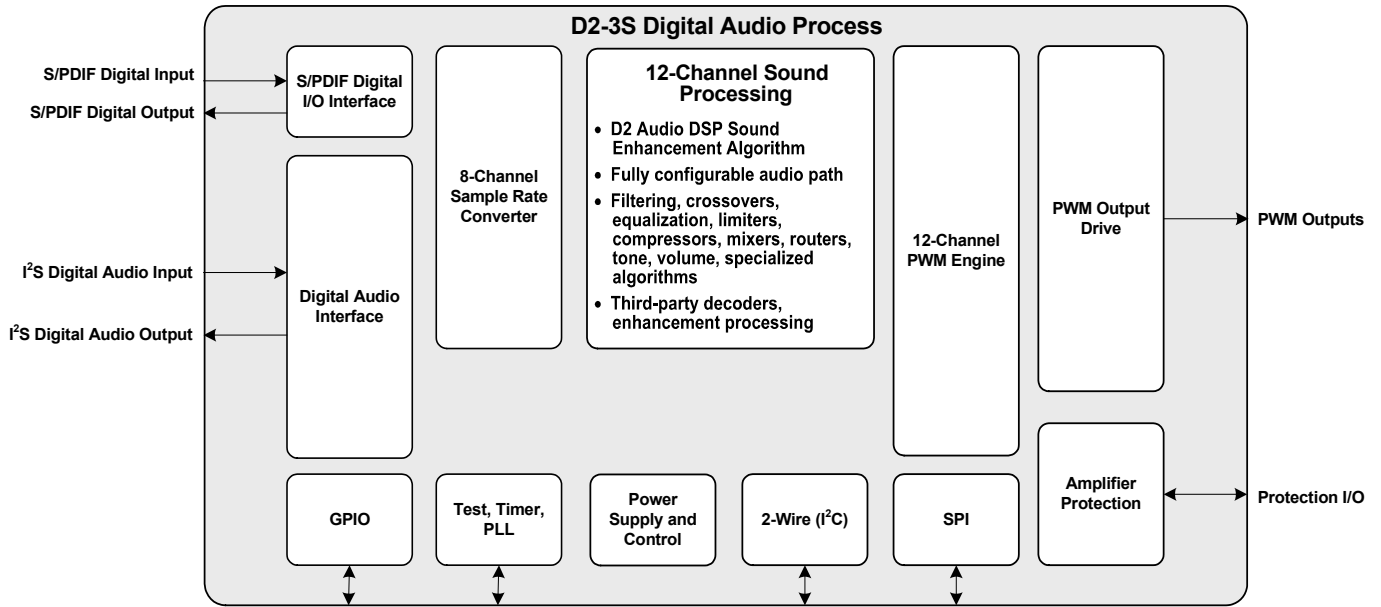 D2-3S Digital Audio Process
S/PDIF Digital Input
S/PDIF Digital Output
S/PDIF Digital
I/O Interface
I²S Digital Audio Input
I²S Digital Audio Output
Digital Audio
Interface
8-Channel
Sample Rate
Converter
12-Channel Sound
Processing
• D2 Audio DSP Sound
Enhancement Algorithm
• Fully configurable audio path
• Filtering, crossovers,
equalization, limiters,
compressors, mixers, routers,
tone, volume, specialized
algorithms
• Third-party decoders,
enhancement processing
12-Channel
PWM Engine
PWM Output
Drive
PWM Outputs
GPIO
Test, Timer,
PLL
Power
Supply and
Control
2-Wire (I²C)
SPI
Amplifier
Protection
Protection I/O